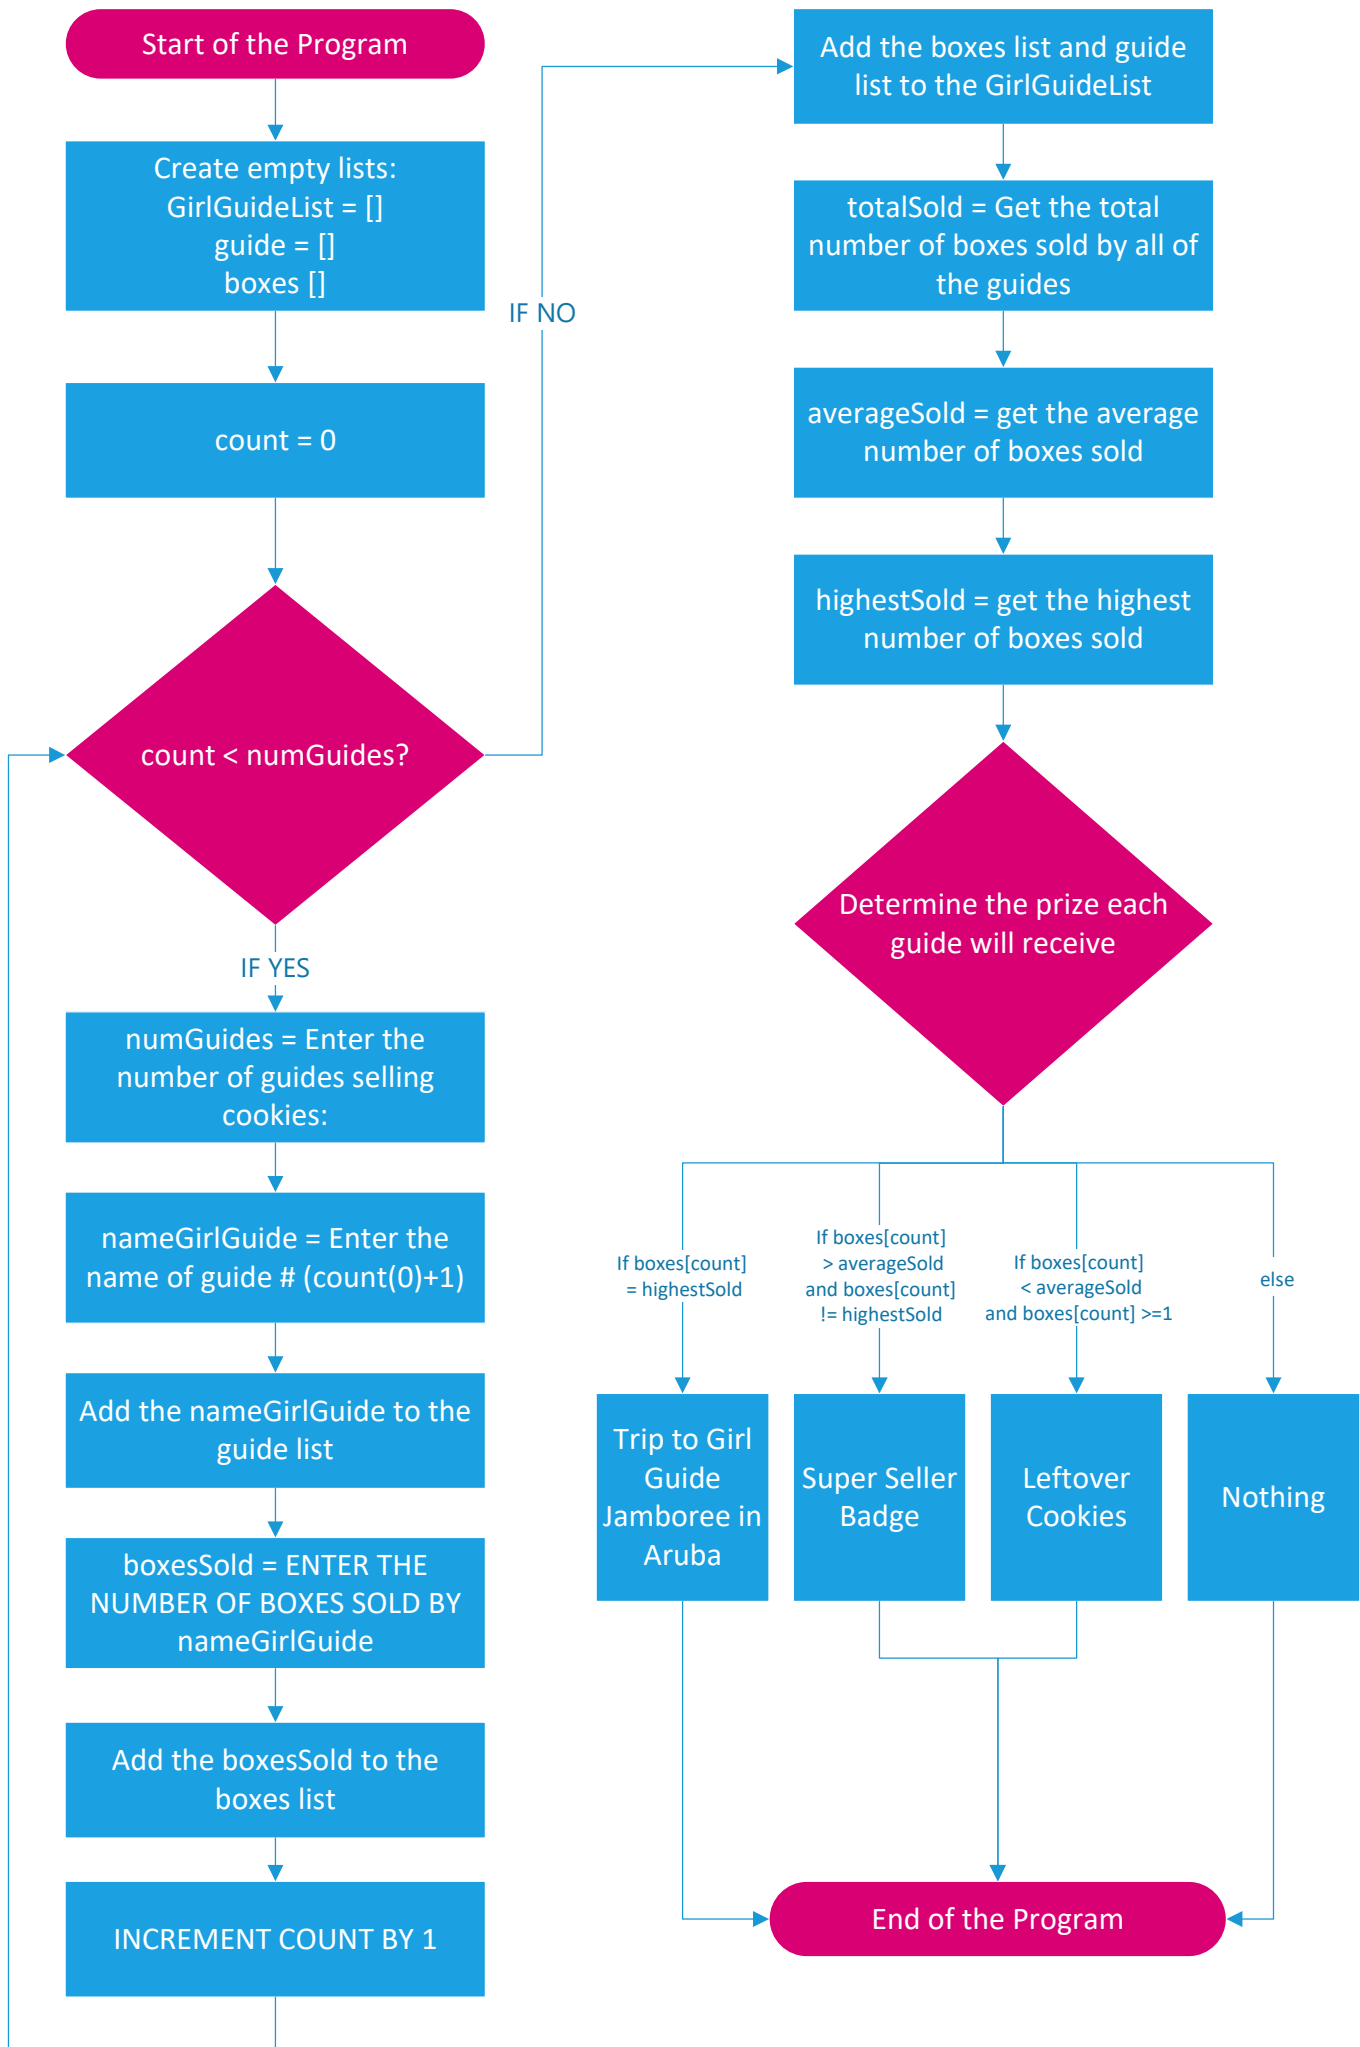 Start of the Program
Create empty lists:
GirlGuideList = []
guide = []
boxes []
count = 0
count < numGuides?
IF YES
numGuides = Enter the
number of guides selling
cookies:
nameGirlGuide = Enter the
name of guide # (count(0)+1)
Add the nameGirlGuide to the
guide list
boxesSold = ENTER THE
NUMBER OF BOXES SOLD BY
nameGirlGuide
Add the boxesSold to the
boxes list
INCREMENT COUNT BY 1
IF NO
Add the boxes list and guide
list to the GirlGuideList
totalSold = Get the total
number of boxes sold by all of
the guides
averageSold = get the average
number of boxes sold
highestSold = get the highest
number of boxes sold
Determine the prize each
guide will receive
If boxes[count]
= highestSold
If boxes[count]
> averageSold
and boxes[count]
!= highestSold
If boxes[count]
< averageSold
and boxes[count] >=1
else
Trip to Girl
Guide
Jamboree in
Aruba
Super Seller
Badge
Leftover
Cookies
Nothing
End of the Program